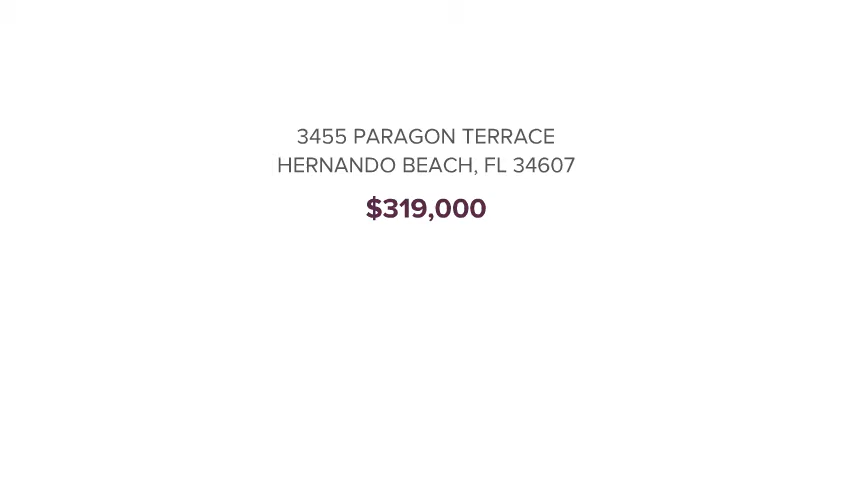 3455 PARAGON TERRACE
HERNANDO BEACH, FL 34607
$319,000